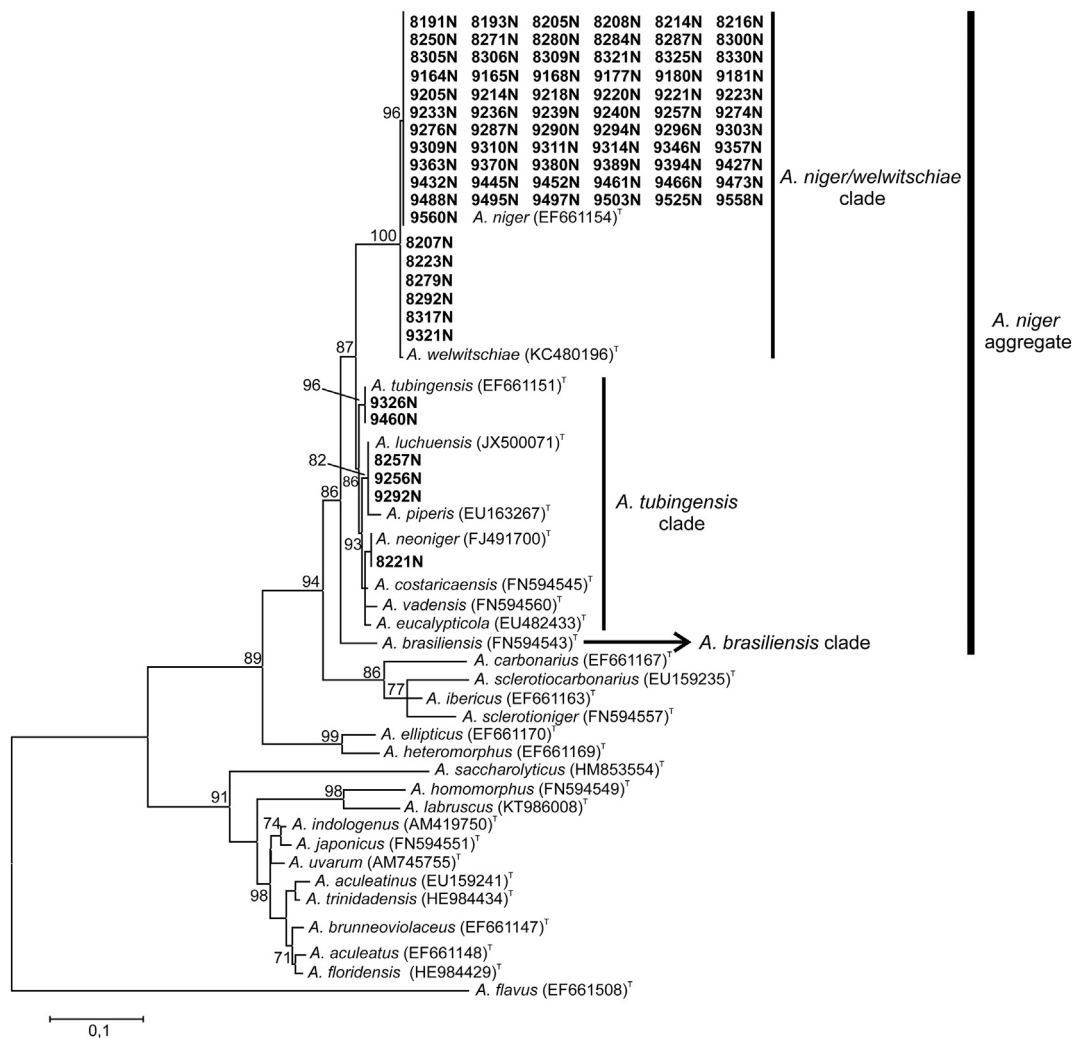 8191N 8193N 8205N 8208N 8214N 8216N
8250N 8271N 8280N 8284N 8287N 8300N
8305N 8306N 8309N 8321N 8325N 8330N
9164N 9165N 9168N 9177N 9180N 9181N
9205N 9214N 9218N 9220N 9221N 9223N
9233N 9236N 9239N 9240N 9257N 9274N
9276N 9287N 9290N 9294N 9296N 9303N
9309N 9310N 9311N 9314N 9346N 9357N
9363N 9370N 9380N 9389N 9394N 9427N
9432N 9445N 9452N 9461N 9466N 9473N
9488N 9495N 9497N 9503N 9525N 9558N
9560N A. niger (EF661154)T
96
A. niger/welwitschiae
clade
100
8207N
8223N
8279N
8292N
8317N
9321N
A. welwitschiae (KC480196)T
A. niger
aggregate
87
96
A. tubingensis (EF661151)T
9326N
9460N
A. luchuensis (JX500071)T
82
8257N
9256N
9292N
86
86
A. piperis (EU163267)T
A. tubingensis
clade
93
A. neoniger (FJ491700)T
8221N
94
A. costaricaensis (FN594545)T
A. vadensis (FN594560)T
A. eucalypticola (EU482433)T
A. brasiliensis (FN594543)T
A. brasiliensis clade
89
A. carbonarius (EF661167)T
86
A. sclerotiocarbonarius (EU159235)T
77
A. ibericus (EF661163)T
A. sclerotioniger (FN594557)T
99
A. ellipticus (EF661170)T
A. heteromorphus (EF661169)T
A. saccharolyticus (HM853554)T
91
98
A. homomorphus (FN594549)T
A. labruscus (KT986008)T
74
A. indologenus (AM419750)T
A. japonicus (FN594551)T
A. uvarum (AM745755)T
98
A. aculeatinus (EU159241)T
A. trinidadensis (HE984434)T
A. brunneoviolaceus (EF661147)T
71
A. aculeatus (EF661148)T
A. floridensis (HE984429)T
A. flavus (EF661508)T
0,1